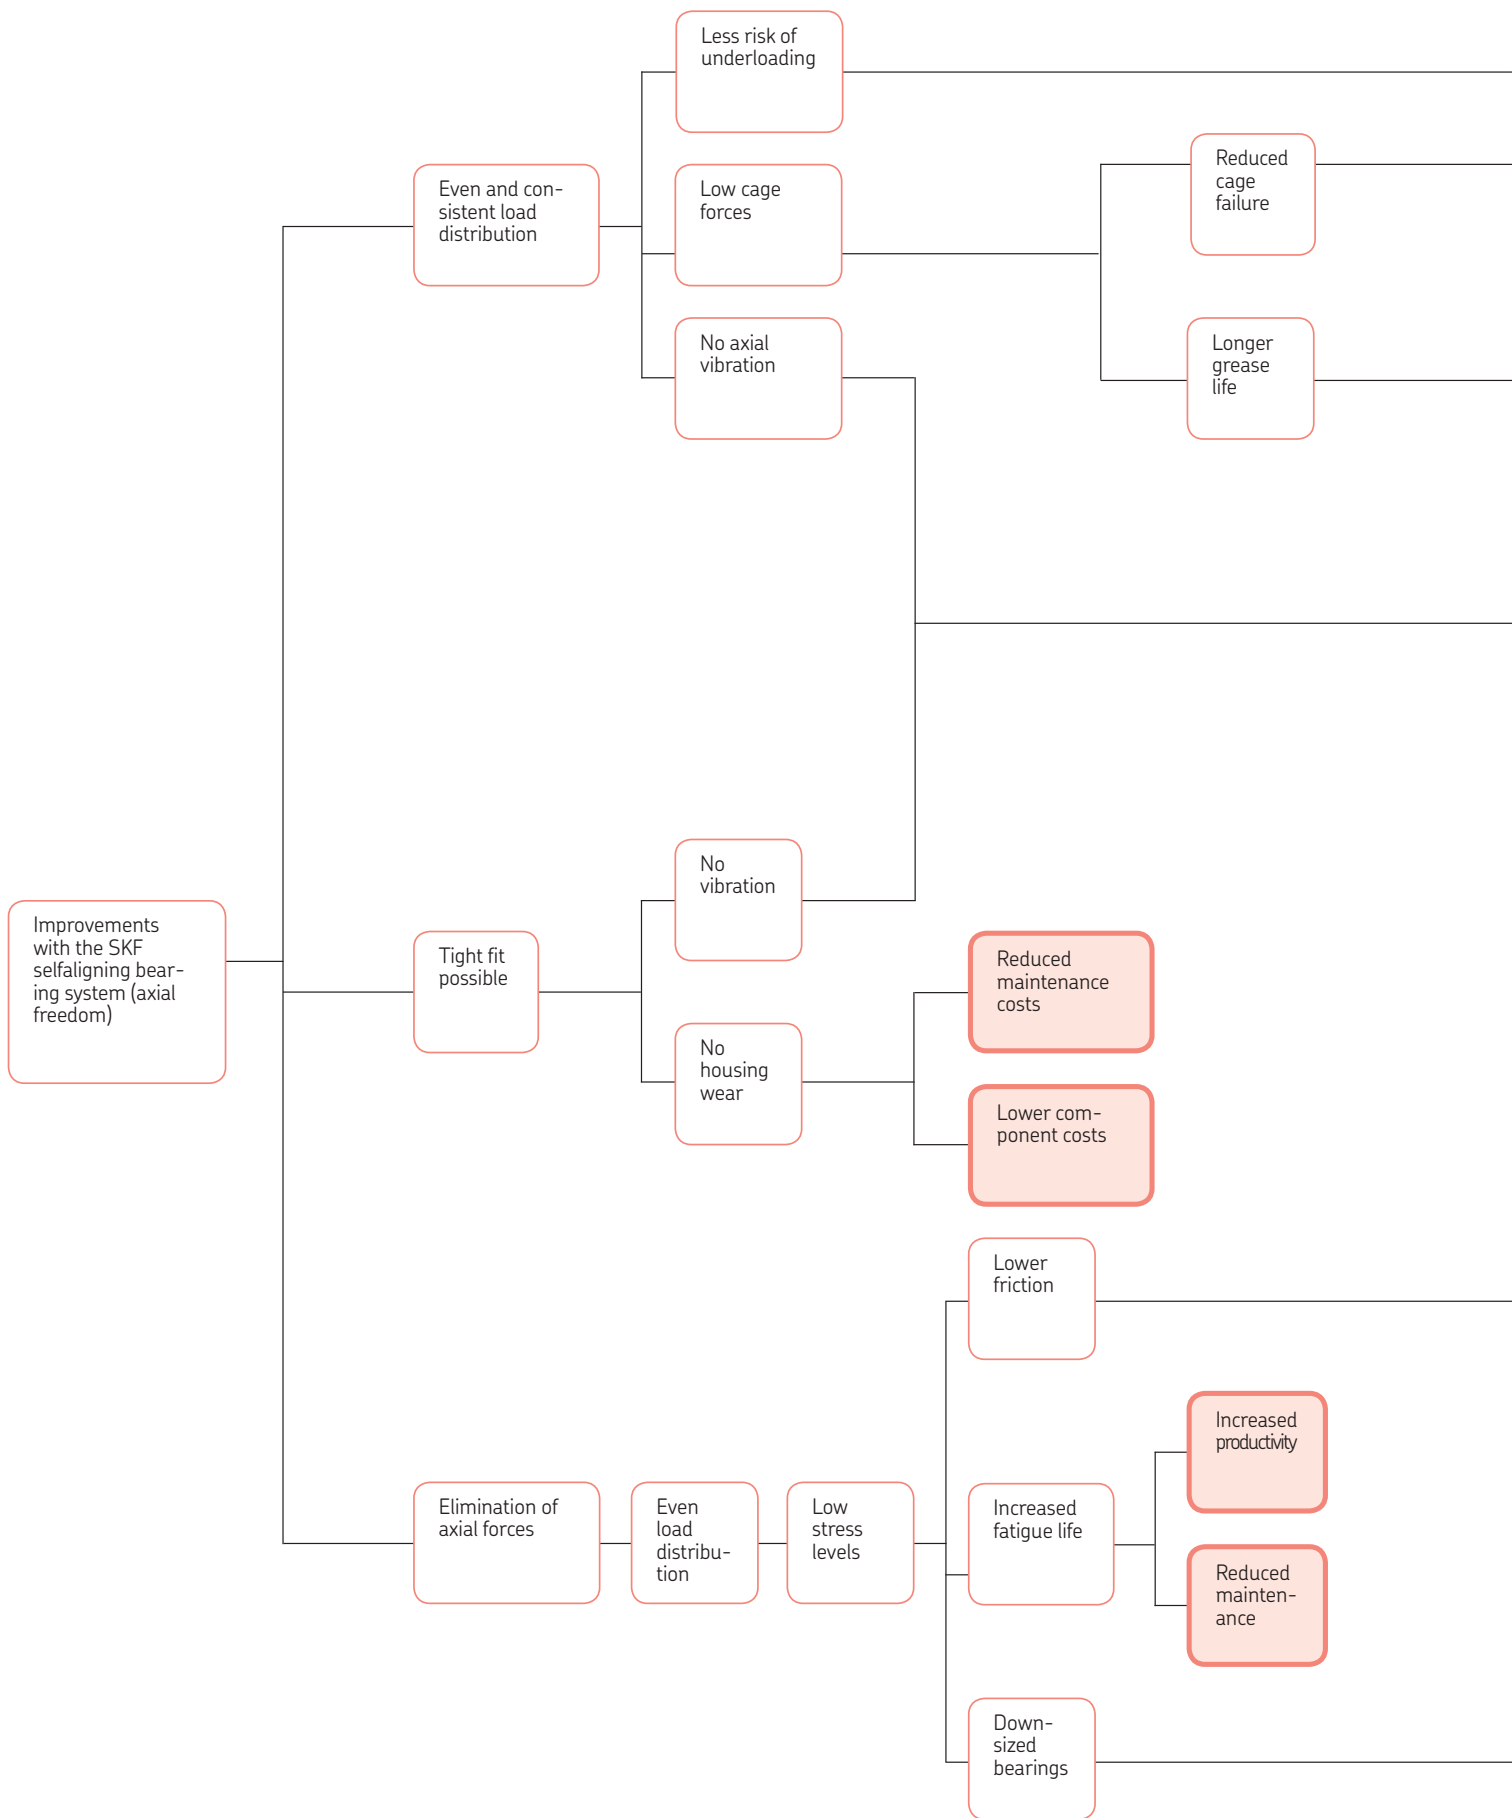 Less risk of
underloading
Reduced
cage
failure
Even and con-
sistent load
distribution
Low cage
forces
No axial
vibration
Longer
grease
life
No
vibration
Improvements
with the SKF
selfaligning bear-
ing system (axial
freedom)
Tight fit
possible
Reduced
maintenance
costs
No
housing
wear
Lower com-
ponent costs
Lower
friction
Increased
productivity
Elimination of
axial forces
Even
load
distribu-
tion
Low
stress
levels
Increased
fatigue life
Reduced
mainten-
ance
Down-
sized
bearings